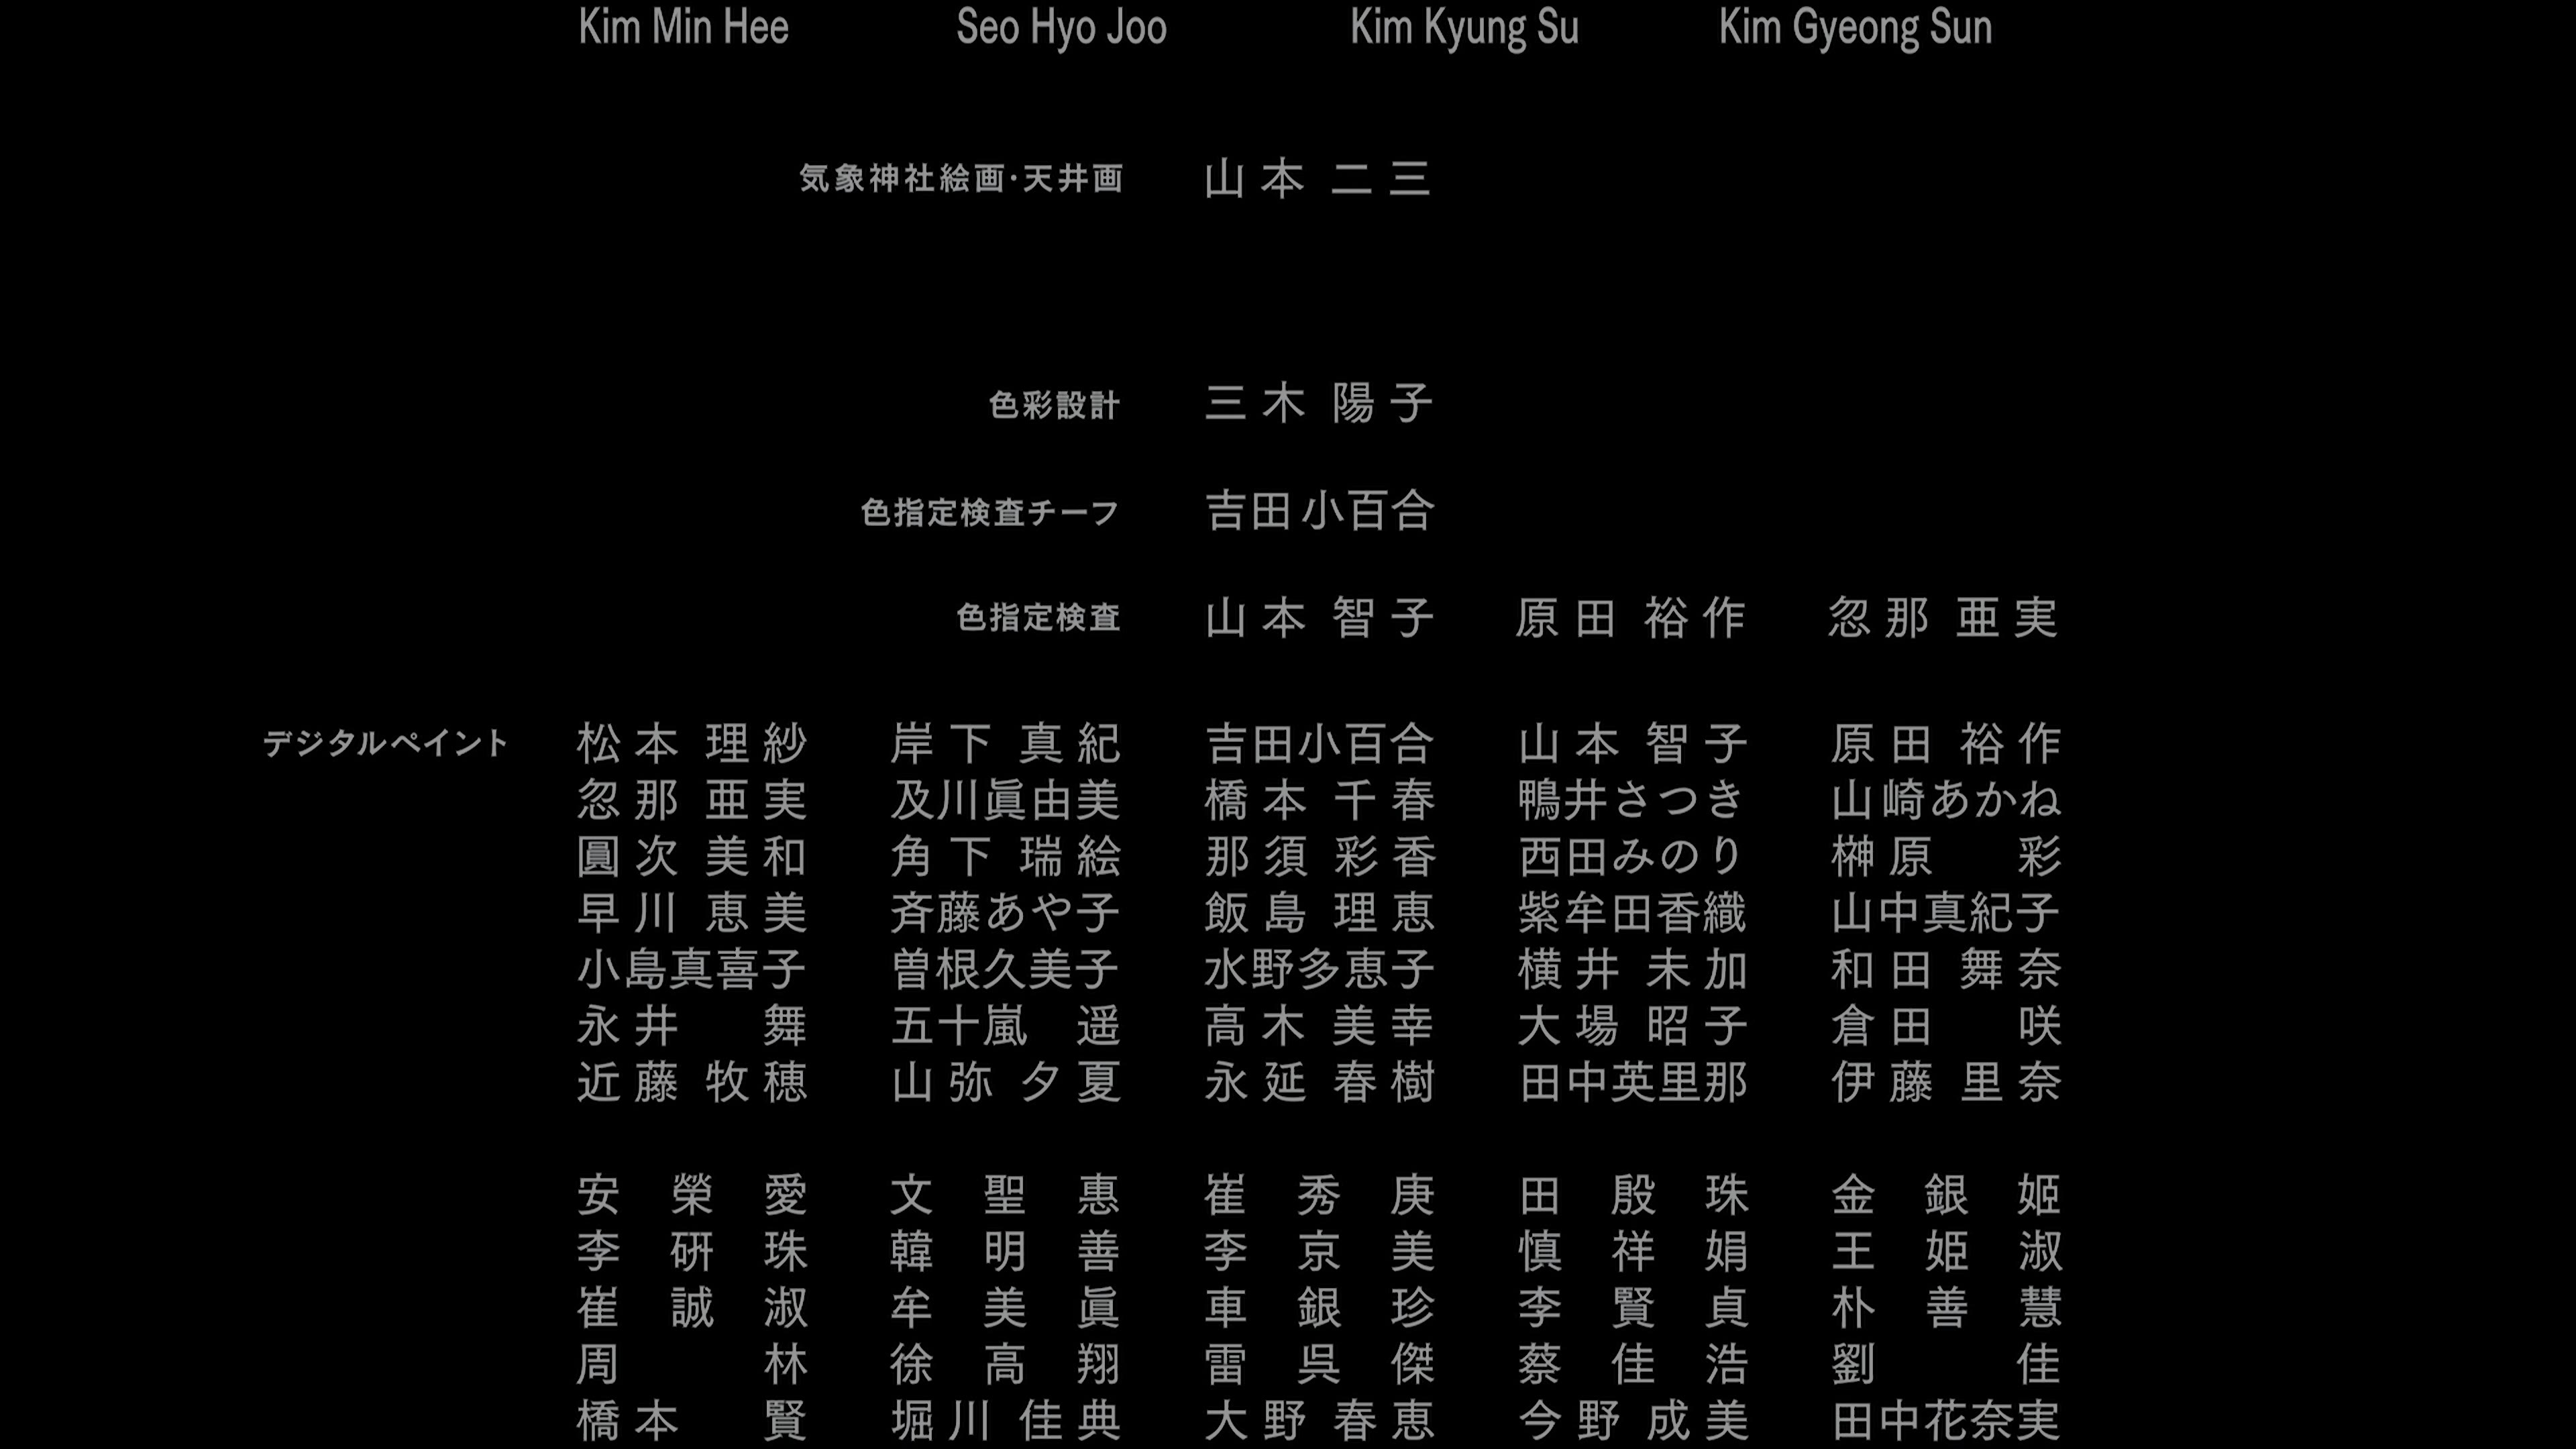 Kim Min Hee Seo Hyo Joo Kim Kyung Su Kim Gyeong Sun
気象神社絵画・天井画 山本二三
色彩設計 三木陽子
色指定検査チーフ 吉田小百合
色指定検査 山本智子 原田裕作 忽那亜実
デジタルペイント 松本理紗 岸下真紀 吉田小百合 山本智子 原田裕作
忽那亜実 及川眞由美 橋本千春 鴨井さつき 山崎あかね
圓次美和 角下瑞絵 那須彩香 西田みのり 榊原彩
早川恵美 斉藤あや子 飯島理恵 紫牟田香織 山中真紀子
小島真喜子 曽根久美子 水野多恵子 横井未加 和田舞奈
永井舞 五十嵐遥 高木美幸 大場昭子 倉田咲
近藤牧穂 山弥夕夏 永延春樹 田中英里那 伊藤里奈
安榮愛 文聖惠 崔秀庚 田殷珠 金銀姫
李硏珠 韓明善 李京美 慎祥娟 王姫淑
崔誠淑 牟美眞 車銀珍 李賢貞 朴善慧
周林 徐高翔 雷呉傑 蔡佳浩 劉佳
橋本賢 堀川佳典 大野春恵 今野成美 田中花奈実